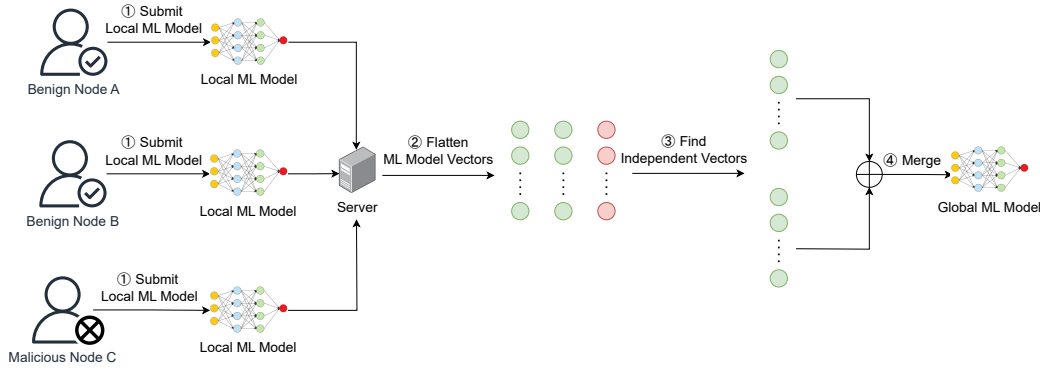 ① Submit
Local ML Model
Local ML Model
Benign Node A
① Submit
Local ML Model
Local ML Model
Benign Node B
① Submit
Local ML Model
Local ML Model
Malicious Node C
Server
② Flatten
ML Model Vectors
③ Find
Independent Vectors
④ Merge
Global ML Model